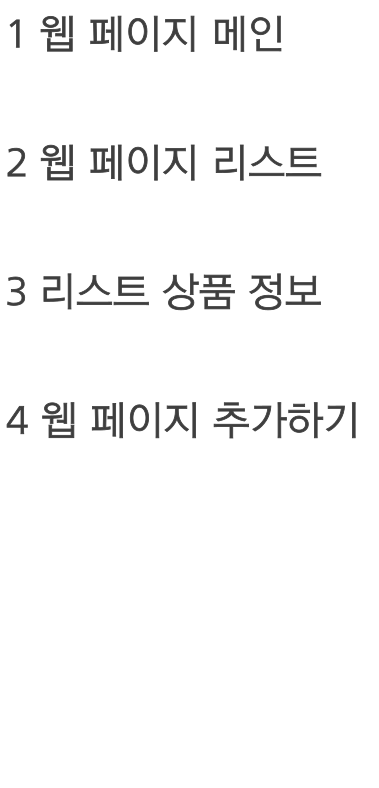 1 웹 페이지 메인
2 웹 페이지 리스트
3 리스트 상품 정보
4 웹 페이지 추가하기